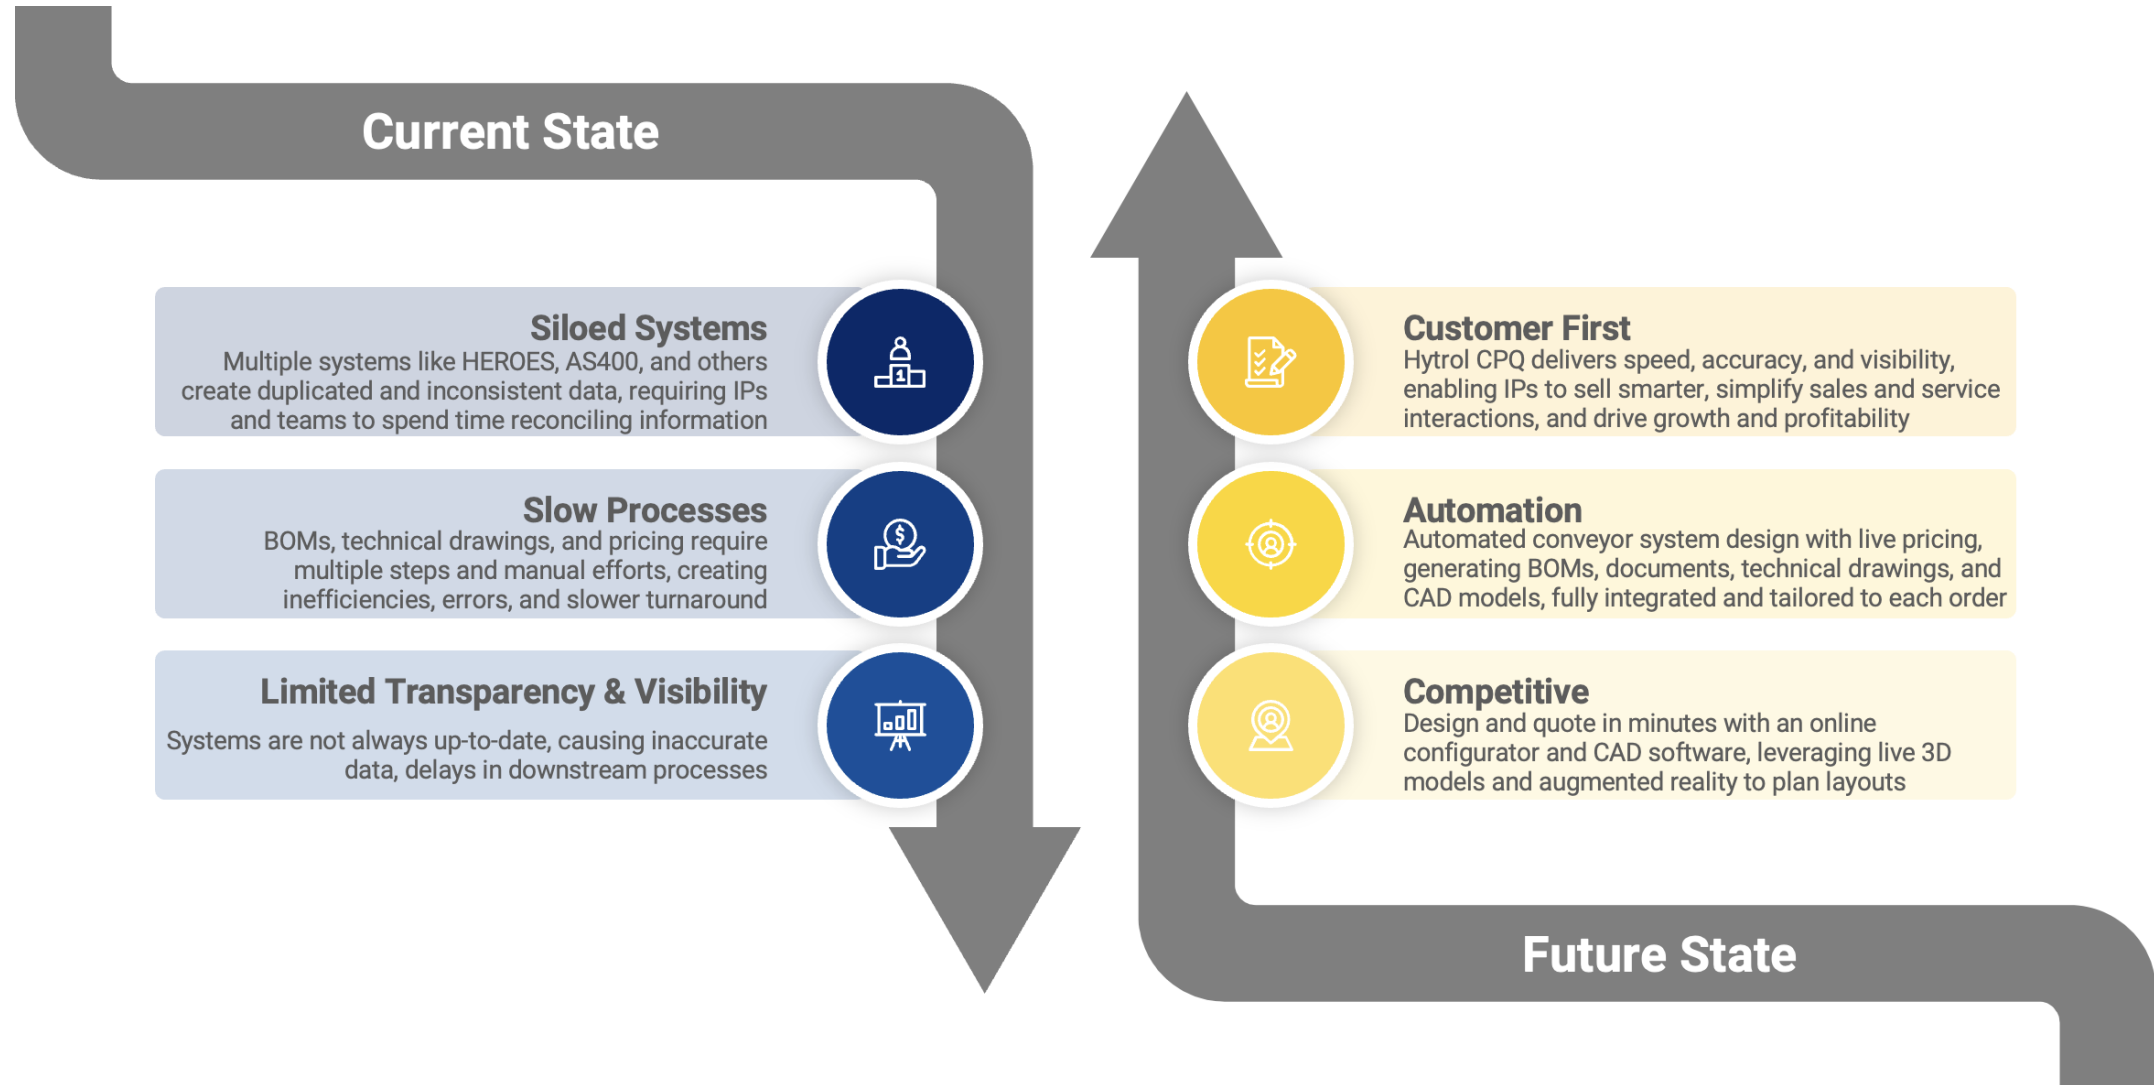 Current State
Siloed Systems
Multiple systems like HEROES, AS400, and others
create duplicated and inconsistent data, requiring IPs
and teams to spend time reconciling information
1
Slow Processes
BOMs, technical drawings, and pricing require
multiple steps and manual efforts, creating
inefficiencies, errors, and slower turnaround
$
Limited Transparency & Visibility
Systems are not always up-to-date, causing inaccurate
data, delays in downstream processes
Customer First
Hytrol CPQ delivers speed, accuracy, and visibility,
enabling IPs to sell smarter, simplify sales and service
interactions, and drive growth and profitability
Automation
Automated conveyor system design with live pricing,
generating BOMs, documents, technical drawings, and
CAD models, fully integrated and tailored to each order
Competitive
Design and quote in minutes with an online
configurator and CAD software, leveraging live 3D
models and augmented reality to plan layouts
Future State